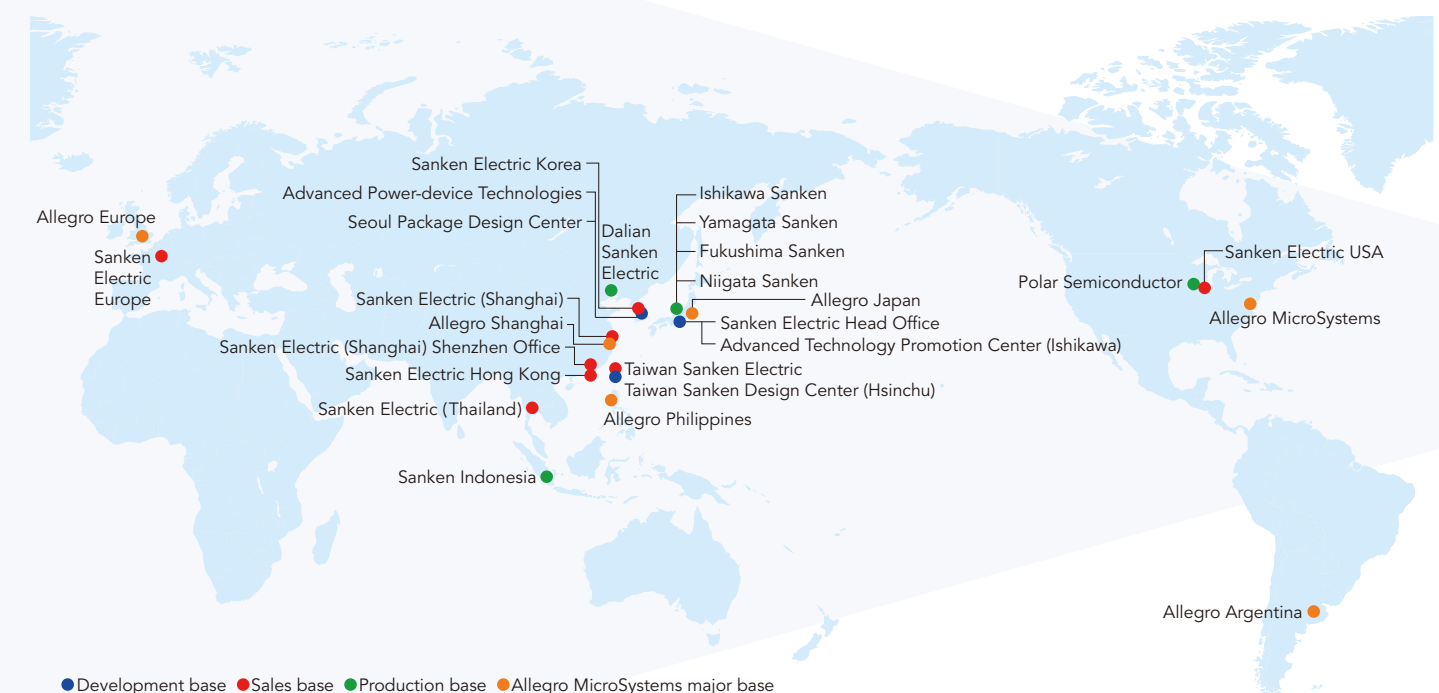 Sanken Electric Korea
Advanced Power-device Technologies
Seoul Package Design Center
Allegro Europe
Sanken
Electric
Europe
Dalian
Sanken
Electric
Ishikawa Sanken
Yamagata Sanken
Fukushima Sanken
Niigata Sanken
Allegro Japan
Sanken Electric Head Office
Advanced Technology Promotion Center (Ishikawa)
Sanken Electric (Shanghai)
Allegro Shanghai
Sanken Electric (Shanghai) Shenzhen Office
Sanken Electric Hong Kong
Taiwan Sanken Electric
Taiwan Sanken Design Center (Hsinchu)
Sanken Electric (Thailand)
Allegro Philippines
Sanken Indonesia
Sanken Electric USA
Polar Semiconductor
Allegro MicroSystems
Allegro Argentina
Development base Sales base Production base Allegro MicroSystems major base